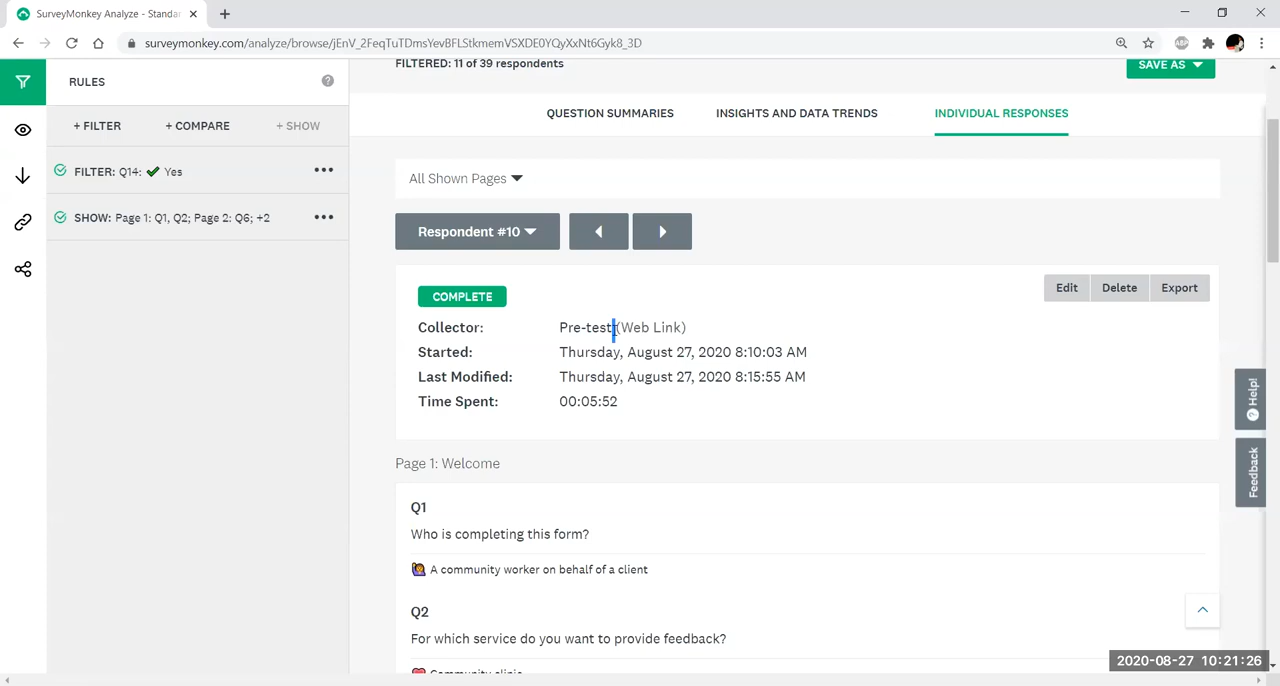 SurveyMonkey Analyze - Standar
surveymonkey.com/analyze/browse/jEnV_2FeqTuTDmsYevBFLStkmemVSXDE0YQyXxNt6Gyk8_3D
ABP
RULES
?
+ FILTER + COMPARE + SHOW
FILTER: Q14: ✔ Yes
SHOW: Page 1: Q1, Q2; Page 2: Q6; +2
FILTERED: 11 of 39 respondents
SAVE AS
QUESTION SUMMARIES INSIGHTS AND DATA TRENDS INDIVIDUAL RESPONSES
All Shown Pages
Respondent #10
COMPLETE
Edit Delete Export
Collector: Pre-test (Web Link)
Started: Thursday, August 27, 2020 8:10:03 AM
Last Modified: Thursday, August 27, 2020 8:15:55 AM
Time Spent: 00:05:52
Page 1: Welcome
Q1
Who is completing this form?
🙋 A community worker on behalf of a client
Q2
For which service do you want to provide feedback?
❤ Community clinic
? Help!
Feedback
2020-08-27 10:21:26